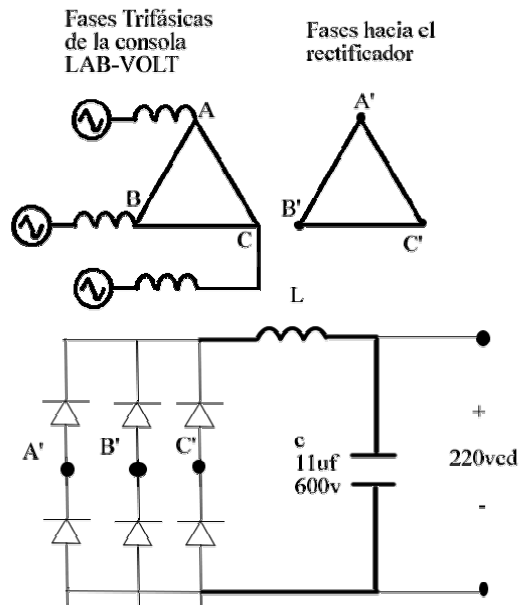 Fases Trifásicas
de la consola
LAB-VOLT
Fases hacia el
rectificador
A
B
C
A'
B'
C'
L
A'
B'
C'
c
11uf
600v
+
220vcd
-